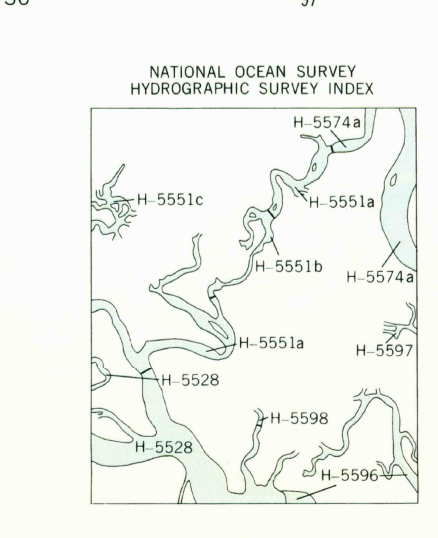 NATIONAL OCEAN SURVEY
HYDROGRAPHIC SURVEY INDEX
H-5574a
H-5551c
H-5551a
H-5551b
H-5574a
H-5551a
H-5597
H-5528
H-5598
H-5528
H-5596